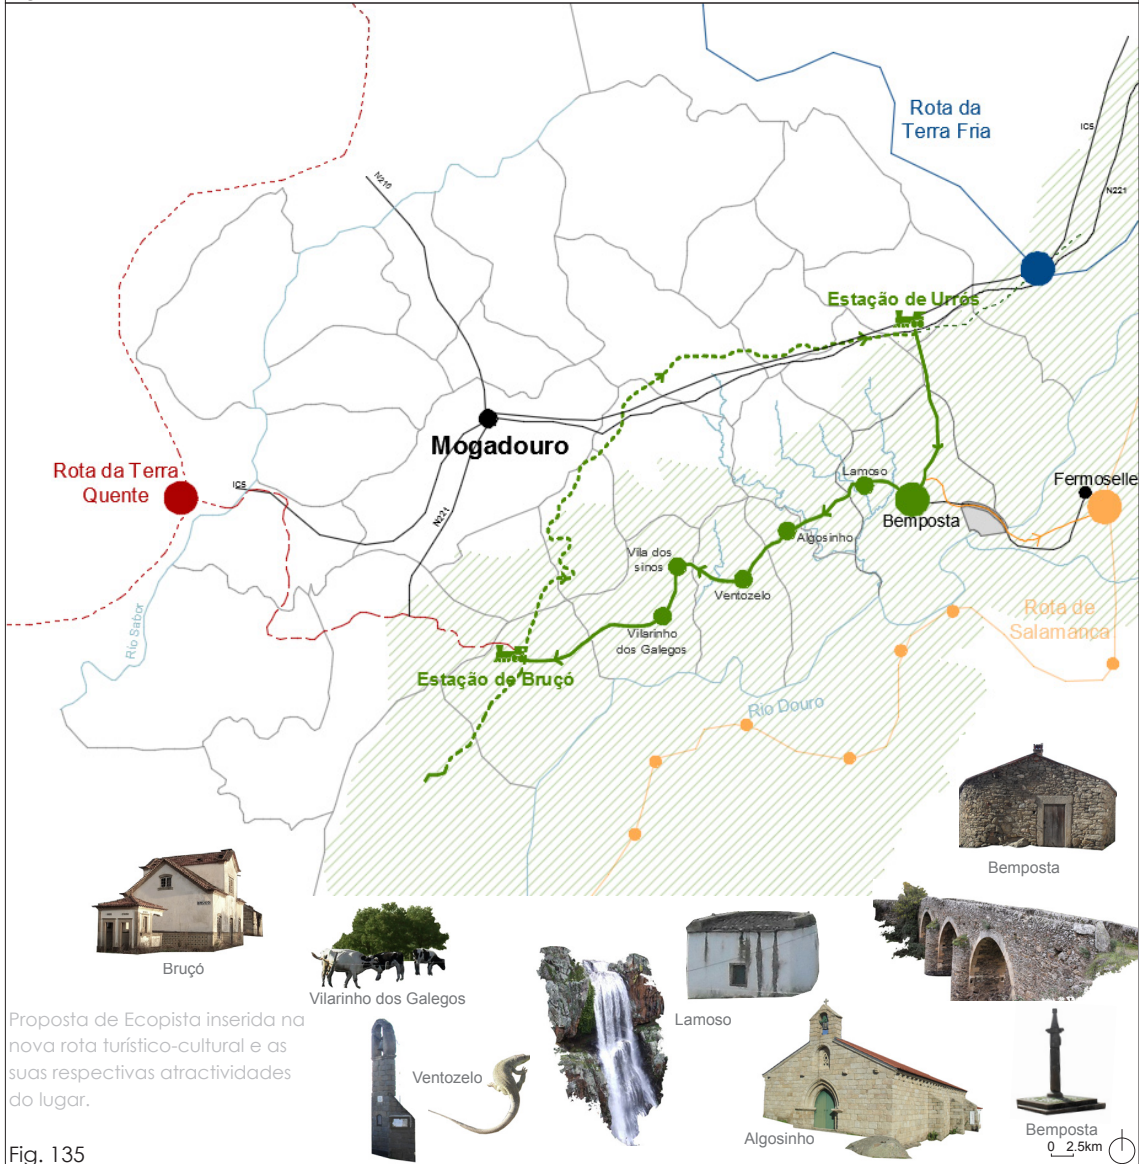 Rota da
Terra Fria
IC5
N221
N216
Estação de Urrós
Mogadouro
Rota da Terra
Quente
IC5
N221
Lamoso
Fermoselle
Bemposta
Algosinho
Vila dos
sinos
Ventozelo
Vilarinho
dos Galegos
Rota de
Salamanca
Rio Sabor
Estação de Bruçó
Rio Douro
Bemposta
Bruçó
Vilarinho dos Galegos
Lamoso
Proposta de Ecopista inserida na
nova rota turístico-cultural e as
suas respectivas atractividades
do lugar.
Ventozelo
Algosinho
Bemposta
0 2.5km
Fig. 135